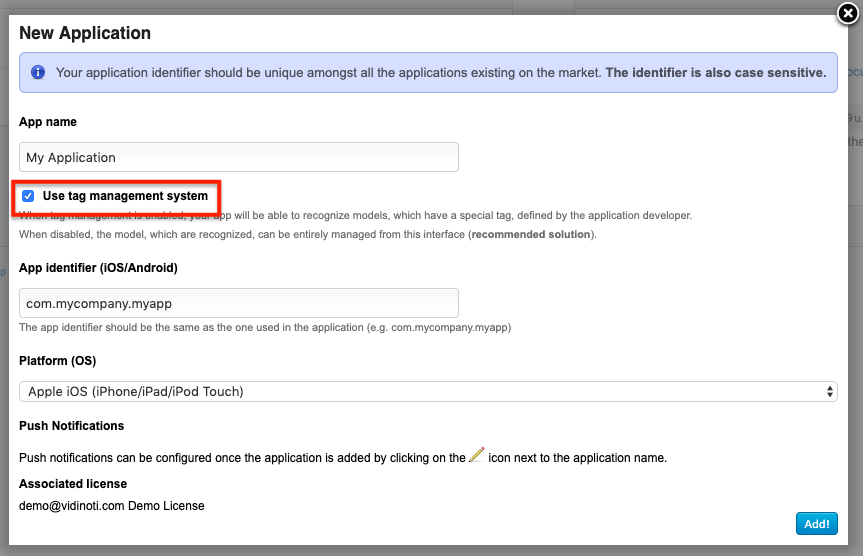 New Application
Your application identifier should be unique amongst all the applications existing on the market. The identifier is also case sensitive.
App name
My Application
Use tag management system
When tag management is enabled, your app will be able to recognize models, which have a special tag, defined by the application developer.
When disabled, the model, which are recognized, can be entirely managed from this interface (recommended solution).
App identifier (iOS/Android)
com.mycompany.myapp
The app identifier should be the same as the one used in the application (e.g. com.mycompany.myapp)
Platform (OS)
Apple iOS (iPhone/iPad/iPod Touch)
Push Notifications
Push notifications can be configured once the application is added by clicking on the icon next to the application name.
Associated license
demo@vidinoti.com Demo License
Add!